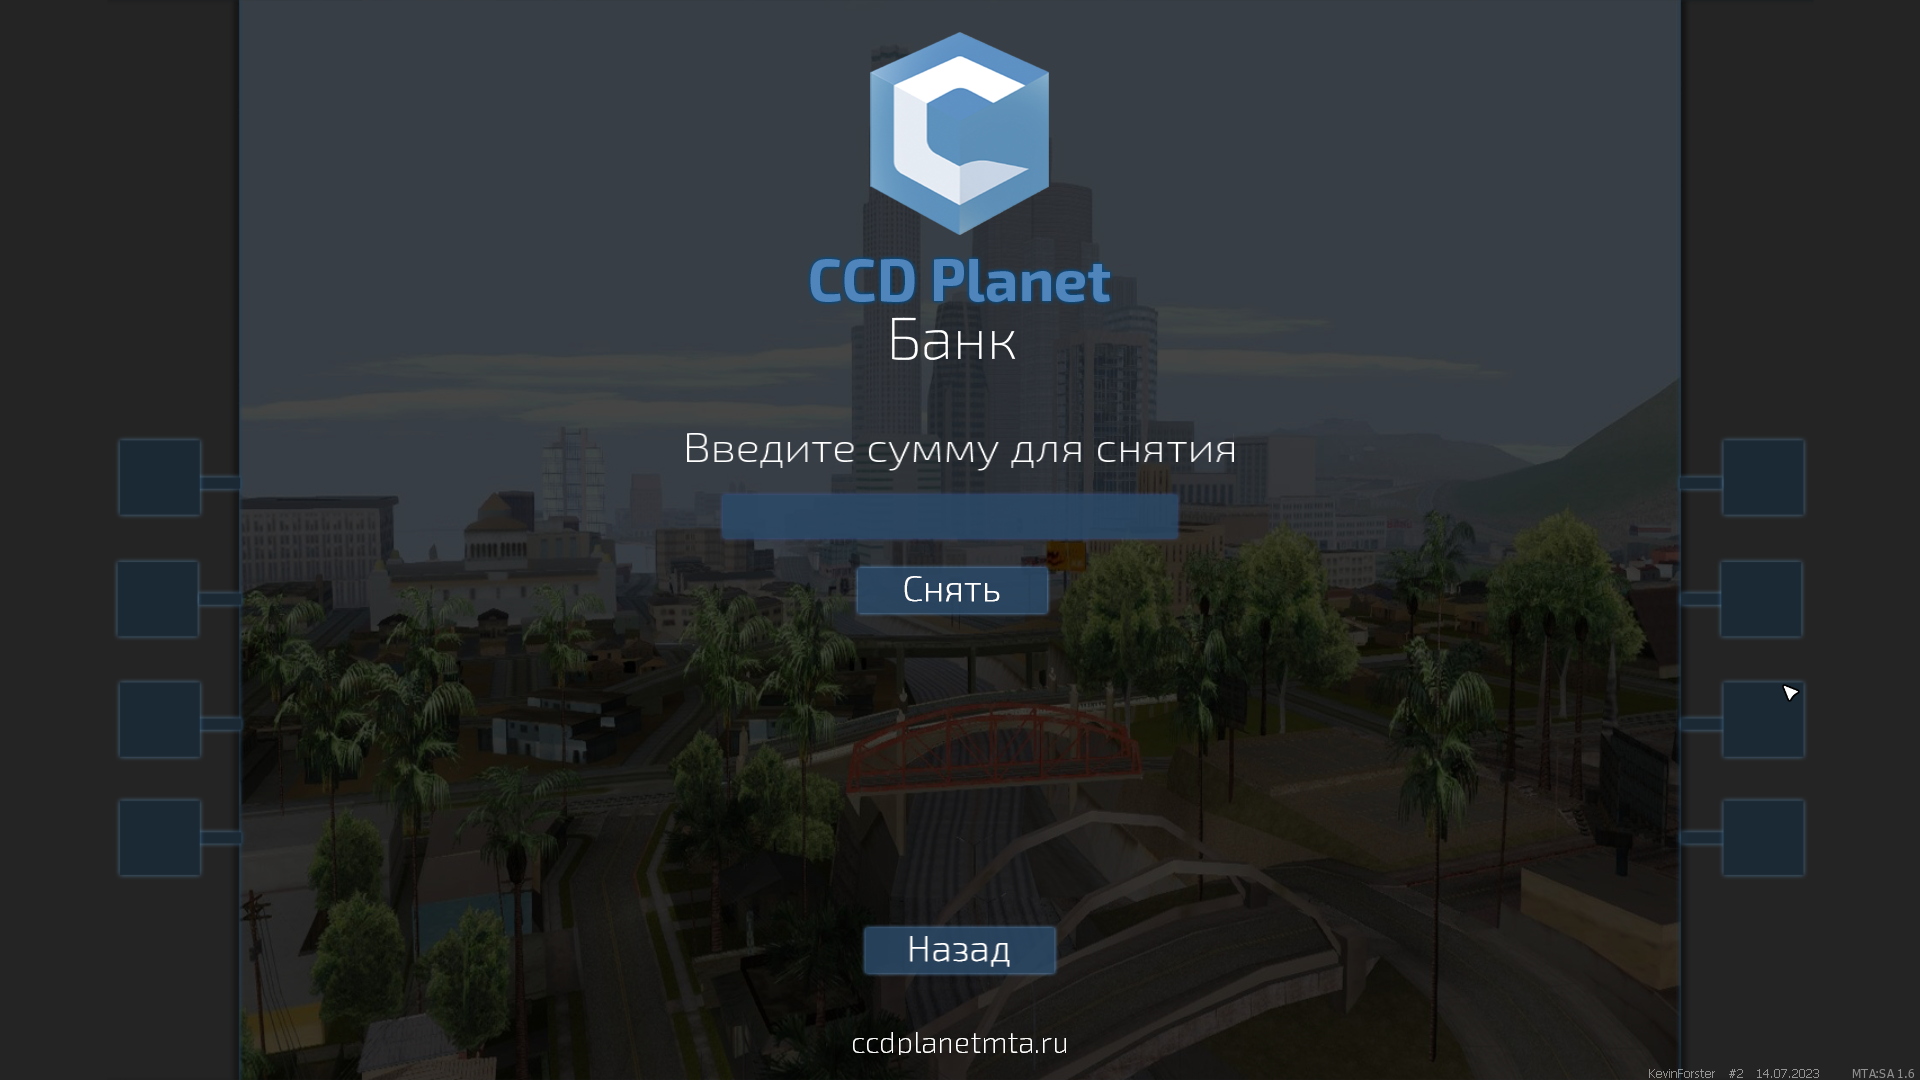 CCD Planet
Банк
Введите сумму для снятия
Снять
Назад
ccdplanetmta.ru
KevinForster #2 14.07.2023 MTA:SA 1.6